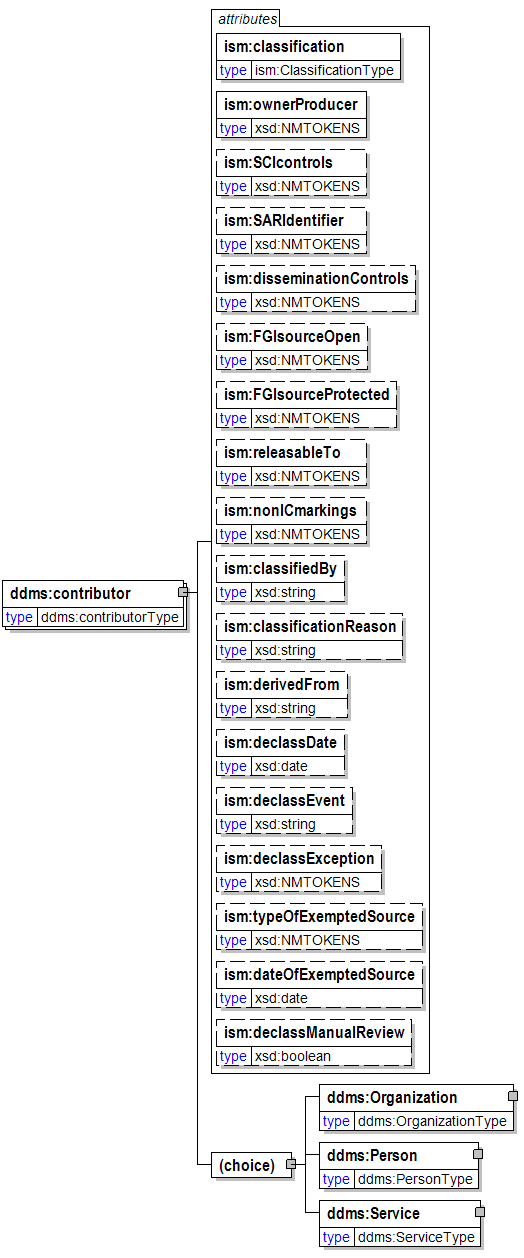 attributes
ism:classification
type ism:ClassificationType
ism:ownerProducer
type xsd:NMTOKENS
ism:SCIcontrols
type xsd:NMTOKENS
ism:SARIdentifier
type xsd:NMTOKENS
ism:disseminationControls
type xsd:NMTOKENS
ism:FGIsourceOpen
type xsd:NMTOKENS
ism:FGIsourceProtected
type xsd:NMTOKENS
ism:releasableTo
type xsd:NMTOKENS
ism:nonICmarkings
type xsd:NMTOKENS
ism:classifiedBy
type xsd:string
ism:classificationReason
type xsd:string
ism:derivedFrom
type xsd:string
ism:declassDate
type xsd:date
ism:declassEvent
type xsd:string
ism:declassException
type xsd:NMTOKENS
ism:typeOfExemptedSource
type xsd:NMTOKENS
ism:dateOfExemptedSource
type xsd:date
ism:declassManualReview
type xsd:boolean
ddms:contributor
type ddms:contributorType
(choice)
ddms:Organization
type ddms:OrganizationType
ddms:Person
type ddms:PersonType
ddms:Service
type ddms:ServiceType